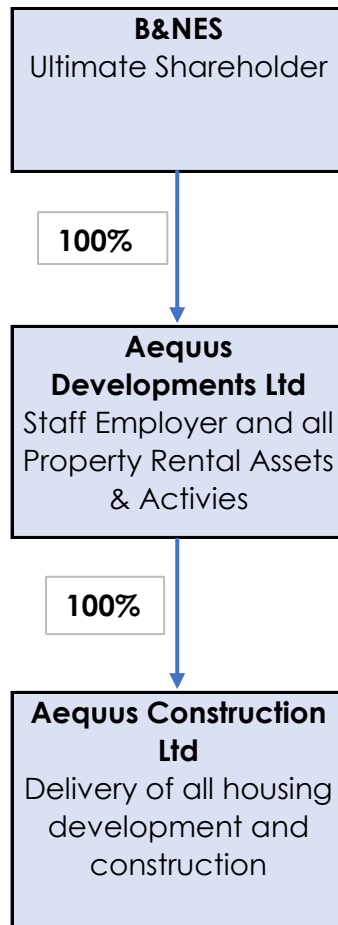 B&NES
Ultimate Shareholder
100%
Aequus
Developments Ltd
Staff Employer and all
Property Rental Assets
& Activies
100%
Aequus Construction
Ltd
Delivery of all housing
development and
construction